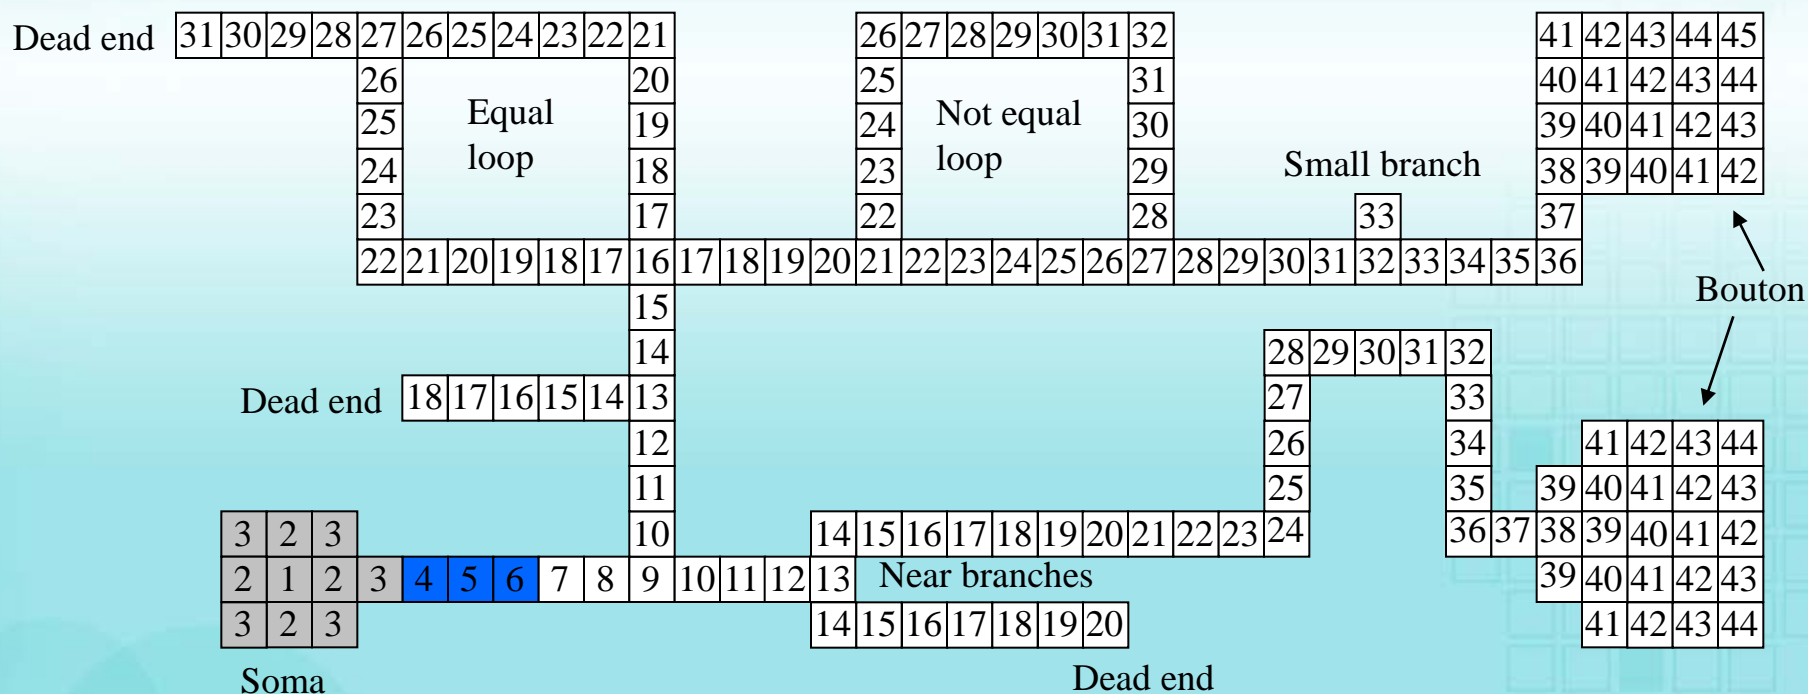 Dead end 31 30 29 28 27 26 25 24 23 22 21 26 27 28 29 30 31 32 41 42 43 44 45
26 20 25 31 40 41 42 43 44
Equal Not equal
25 19 24 30 39 40 41 42 43
loop loop
24 18 23 29 Small branch 38 39 40 41 42
23 17 22 28 33 37
22 21 20 19 18 17 16 17 18 19 20 21 22 23 24 25 26 27 28 29 30 31 32 33 34 35 36
15 Bouton
14 28 29 30 31 32
Dead end 18 17 16 15 14 13 27 33
12 26 34 41 42 43 44
11 25 35 39 40 41 42 43
3 2 3 10 14 15 16 17 18 19 20 21 22 23 24 36 37 38 39 40 41 42
2 1 2 3 4 5 6 7 8 9 10 11 12 13 Near branches 39 40 41 42 43
3 2 3 14 15 16 17 18 19 20 41 42 43 44
Soma Dead end